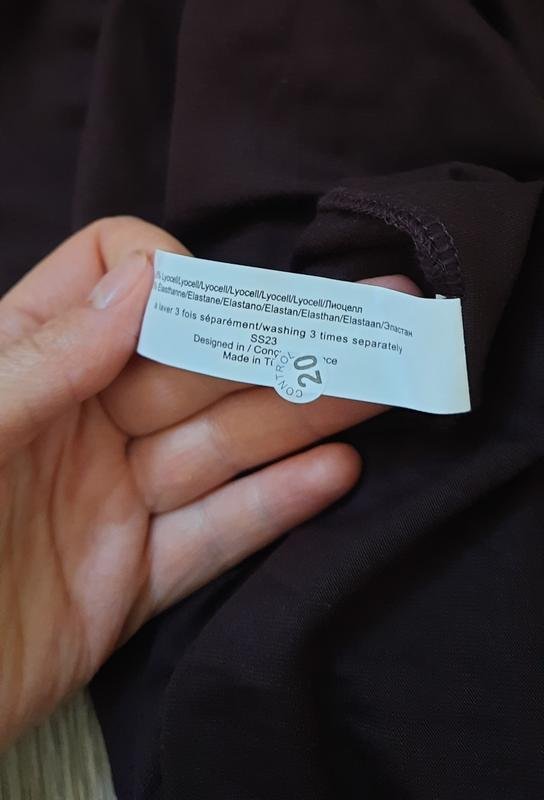 % Lyocell/Lyocell/Lyocell/Lyocell/Lyocell/Lyocell/Лиоцелл
% Elasthanne/Elastane/Elastano/Elastan/Elasthan/Elastaan/Эластан
à laver 3 fois séparément/washing 3 times separately
SS23
Designed in /
Made in
CONTROL 20